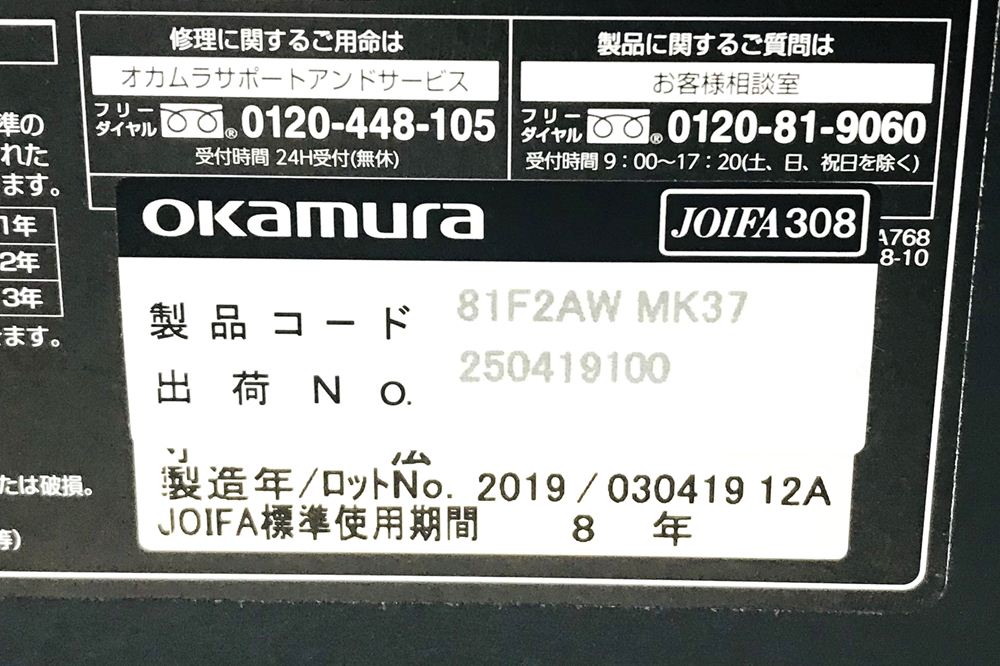 修理に関するご用命は
オカムラサポートアンドサービス
フリーダイヤル ® 0120-448-105
受付時間 24H受付(無休)
製品に関するご質問は
お客様相談室
フリーダイヤル ® 0120-81-9060
受付時間 9：00〜17：20(土、日、祝日を除く)
準の
れた
ます。
1年
2年
3年
ます。
たは破損。
等)
okamura JOIFA308
A768
8-10
製品コード 81F2AW MK37
出荷No. 250419100
製造年/ロットNo. 2019 / 030419 12A
JOIFA標準使用期間 8 年